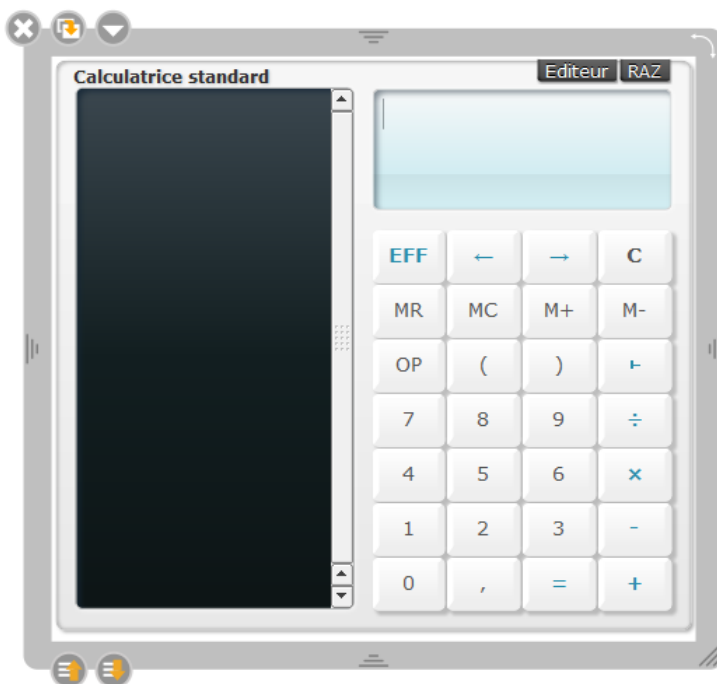 Calculatrice standard
Editeur RAZ
EFF ← → C
MR MC M+ M-
OP ( ) ⊢
7 8 9 ÷
4 5 6 ×
1 2 3 -
0 , = +